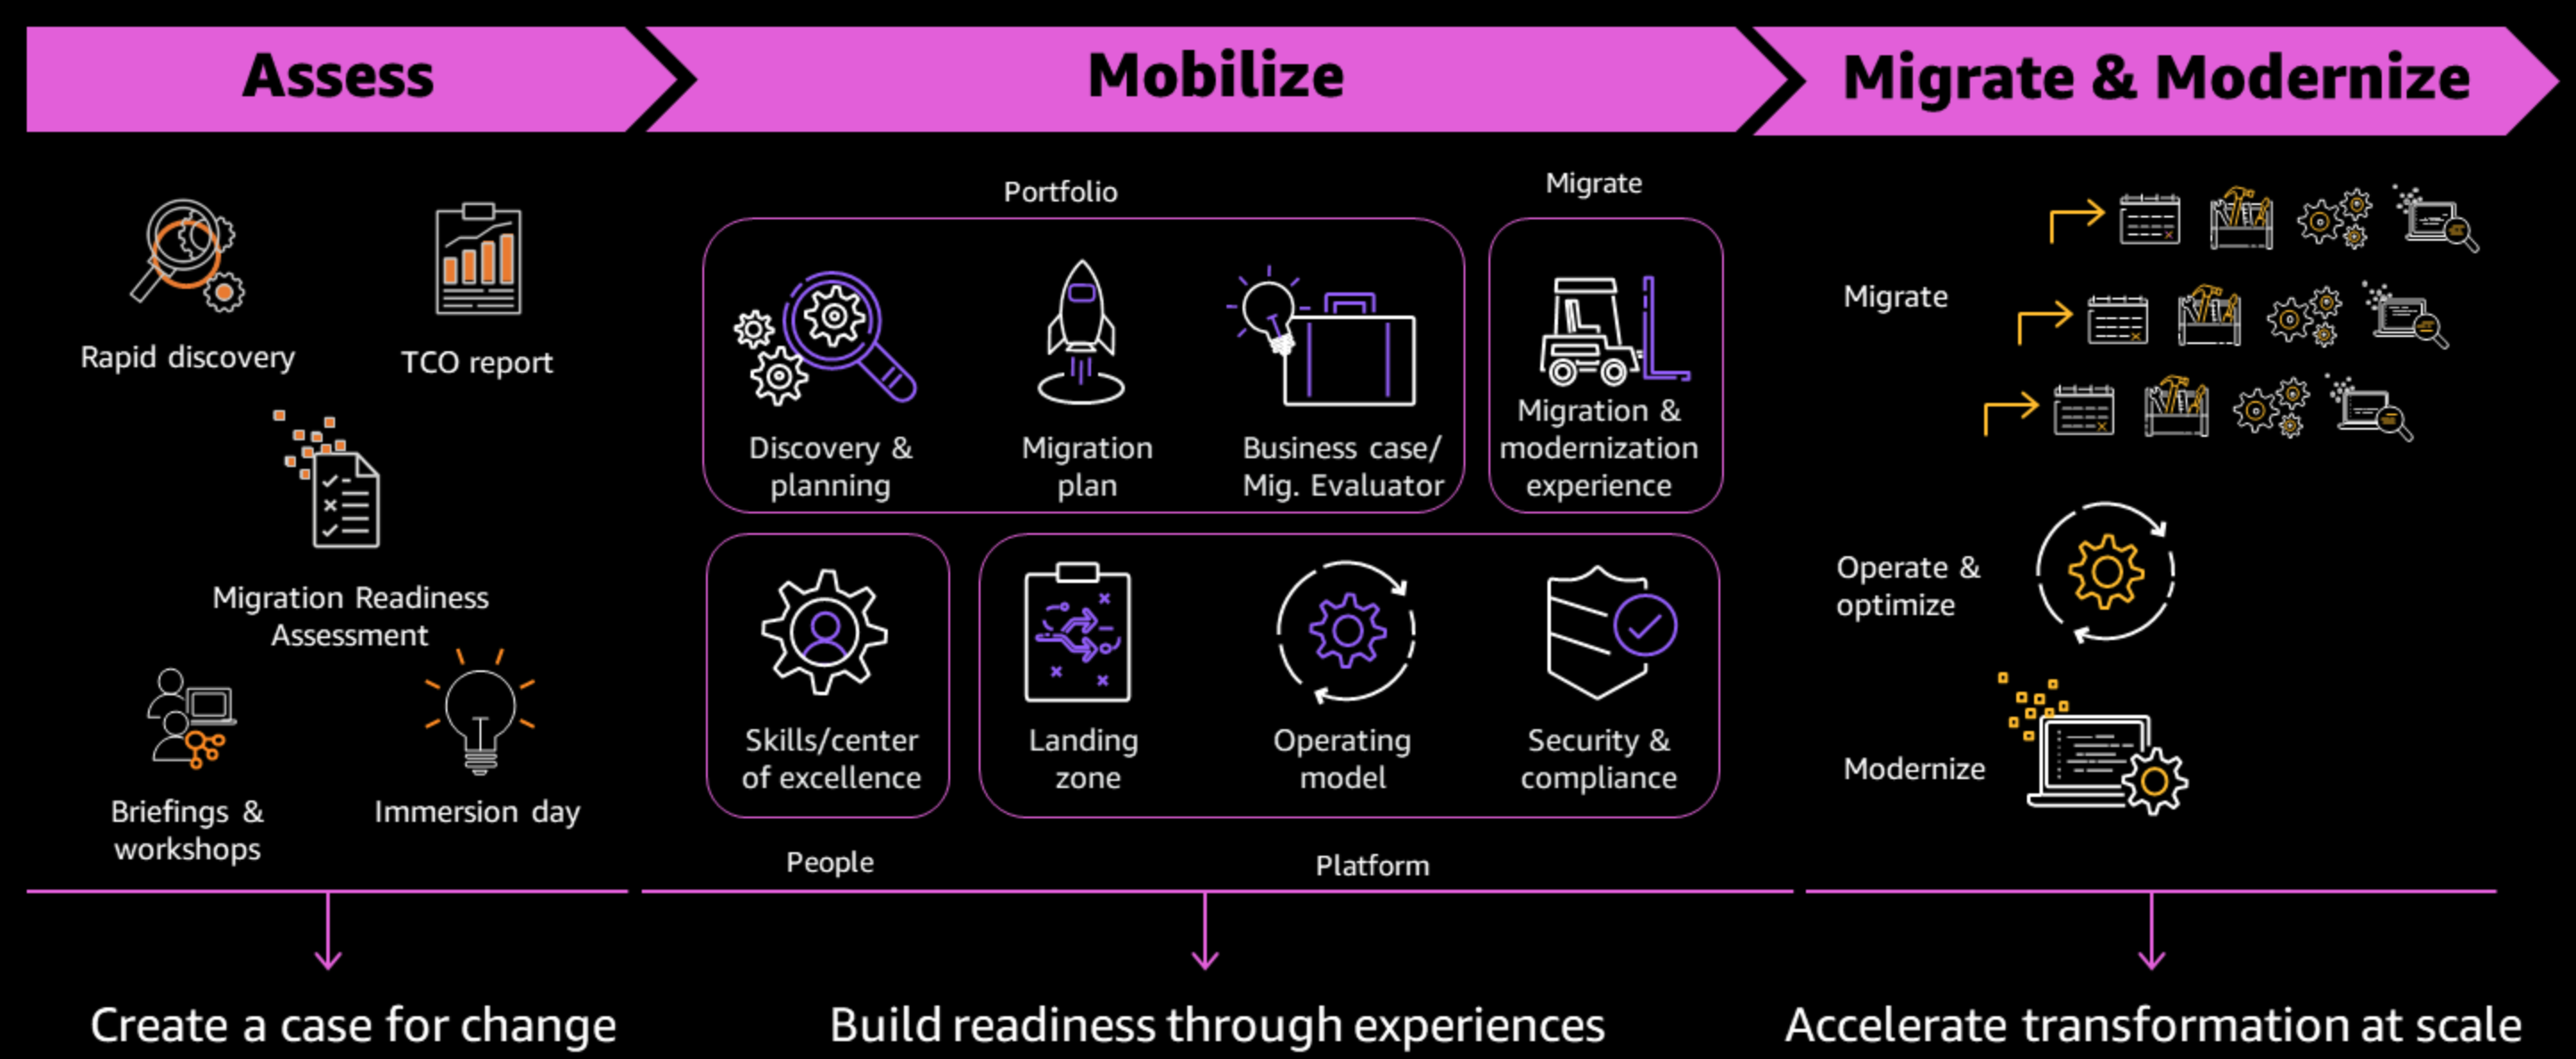 Assess
Mobilize
Migrate & Modernize
Rapid discovery
TCO report
Migration Readiness
Assessment
Briefings &
workshops
Immersion day
Portfolio
Discovery &
planning
Migration
plan
Business case/
Mig. Evaluator
Migrate
Migration &
modernization
experience
Skills/center
of excellence
People
Landing
zone
Operating
model
Security &
compliance
Platform
Migrate
Operate &
optimize
Modernize
Create a case for change
Build readiness through experiences
Accelerate transformation at scale